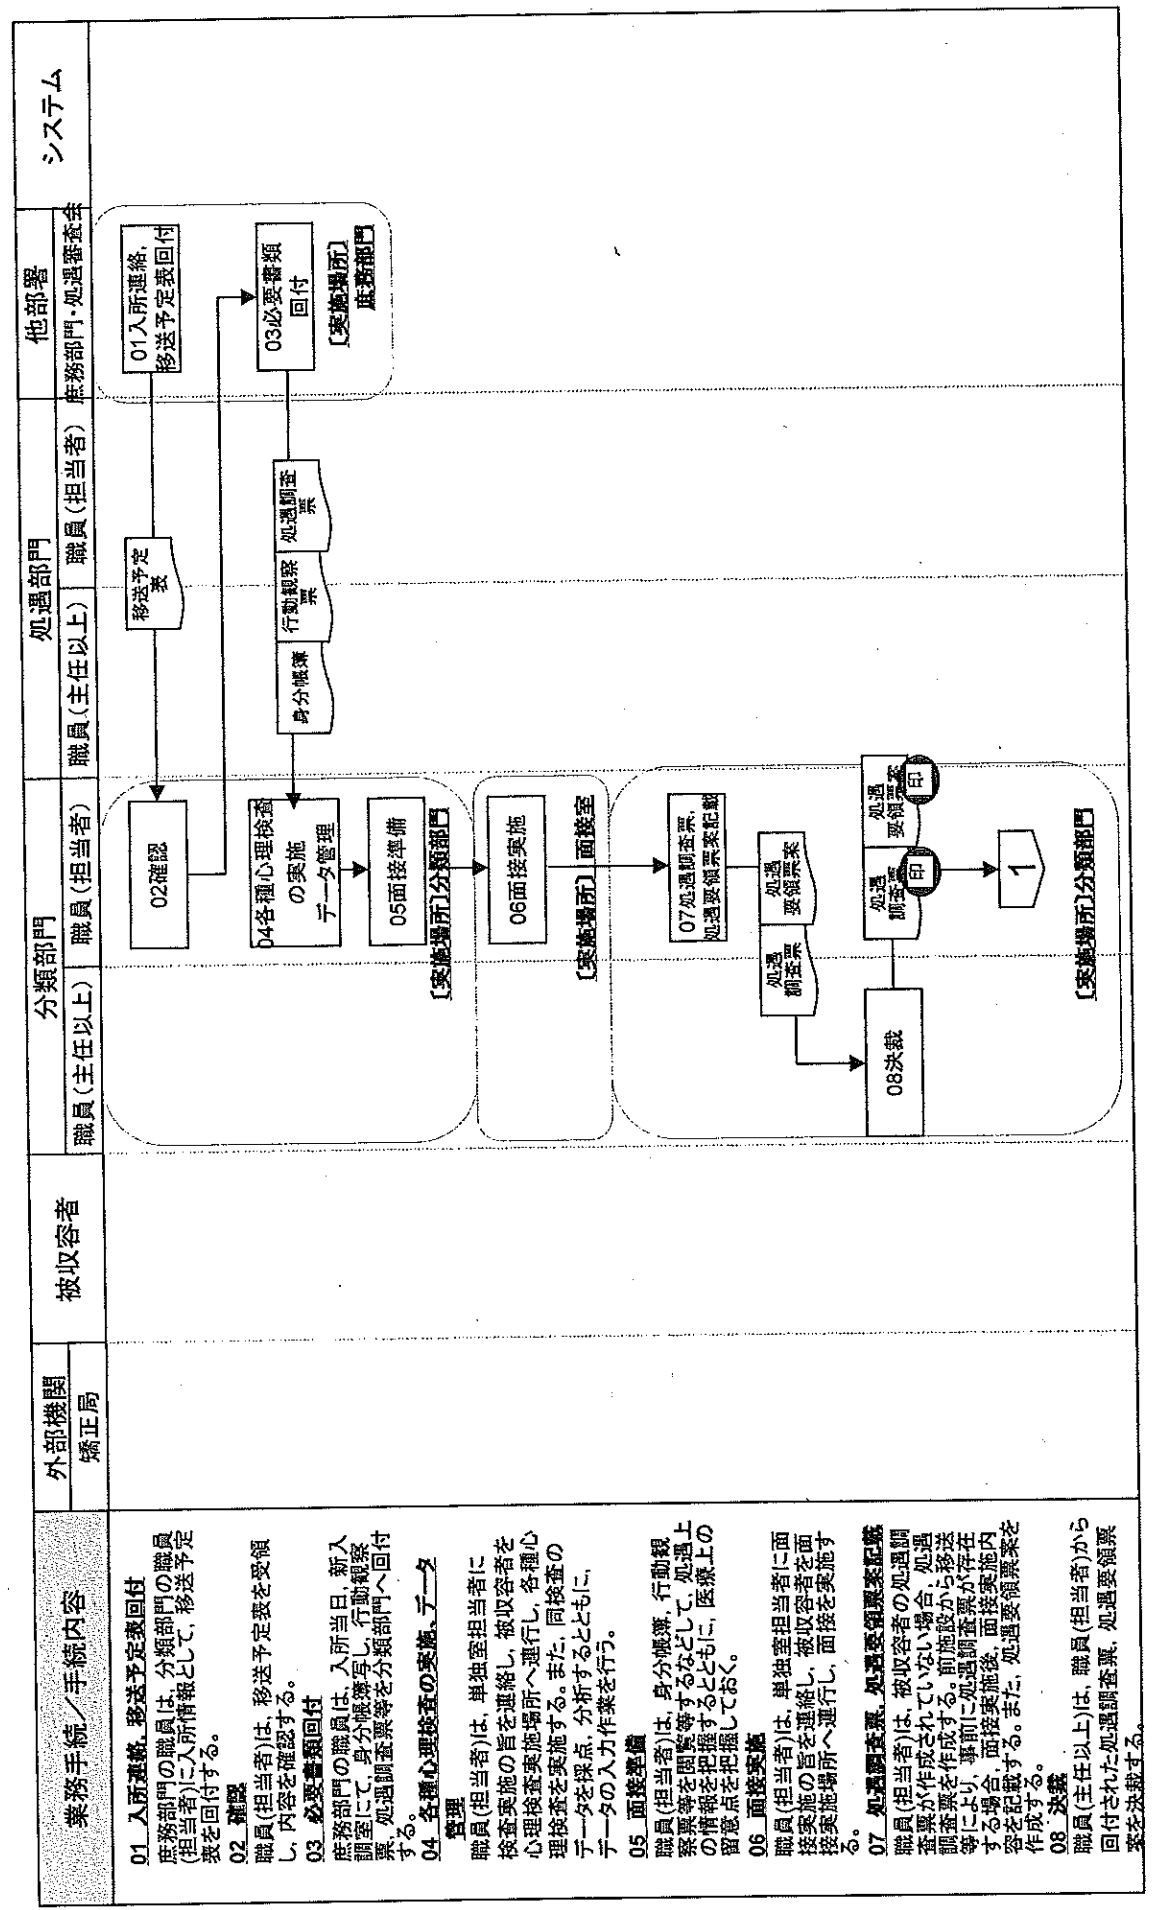 業務手続／手続内容
外部機関
矯正局
被収容者
分類部門
職員(主任以上)
職員(担当者)
処遇部門
職員(主任以上)
職員(担当者)
他部署
庶務部門・処遇審査会
システム
01 入所連絡，移送予定表回付
庶務部門の職員は，分類部門の職員
(担当者)に入所情報として，移送予定
表を回付する。
02 確認
職員(担当者)は，移送予定表を受領
し，内容を確認する。
03 必要書類回付
庶務部門の職員は，入所当日，新入
調室にて，身分帳簿写し，行動観察
票，処遇調査票等を分類部門へ回付
する。
04 各種心理検査の実施，データ
管理
職員(担当者)は，単独室担当者に
検査実施の旨を連絡し，被収容者を
心理検査実施場所へ連行し，各種心
理検査を実施する。また，同検査の
データを採点，分析するとともに，
データの入力作業を行う。
05 面接準備
職員(担当者)は，身分帳簿，行動観
察票等を閲覧等するなどして，処遇上
の情報を把握するとともに，医療上の
留意点を把握しておく。
06 面接実施
職員(担当者)は，単独室担当者に面
接実施の旨を連絡し，被収容者を面
接実施場所へ連行し，面接を実施す
る。
07 処遇調査票，処遇要領票案記載
職員(担当者)は，被収容者の処遇調
査票が作成されていない場合，処遇
調査票を作成する。前施設から移送
等により，事前に処遇調査票が存在
する場合，面接実施後，面接実施内
容を記載する。また，処遇要領票案を
作成する。
08 決裁
職員(主任以上)は，職員(担当者)から
回付された処遇調査票，処遇要領票
案を決裁する。
01入所連絡，
移送予定表回付
移送予定
表
02確認
03必要書類
回付
〔実施場所〕
庶務部門
処遇調査
票
行動観察
票
身分帳簿
04各種心理検査
の実施
データ管理
05面接準備
〔実施場所〕分類部門
06面接実施
〔実施場所〕面接室
07処遇調査票，
処遇要領票案記載
処遇
要領票案
処遇
調査票
08決裁
処遇
調査票
印
処遇
要領票案
印
1
〔実施場所〕分類部門